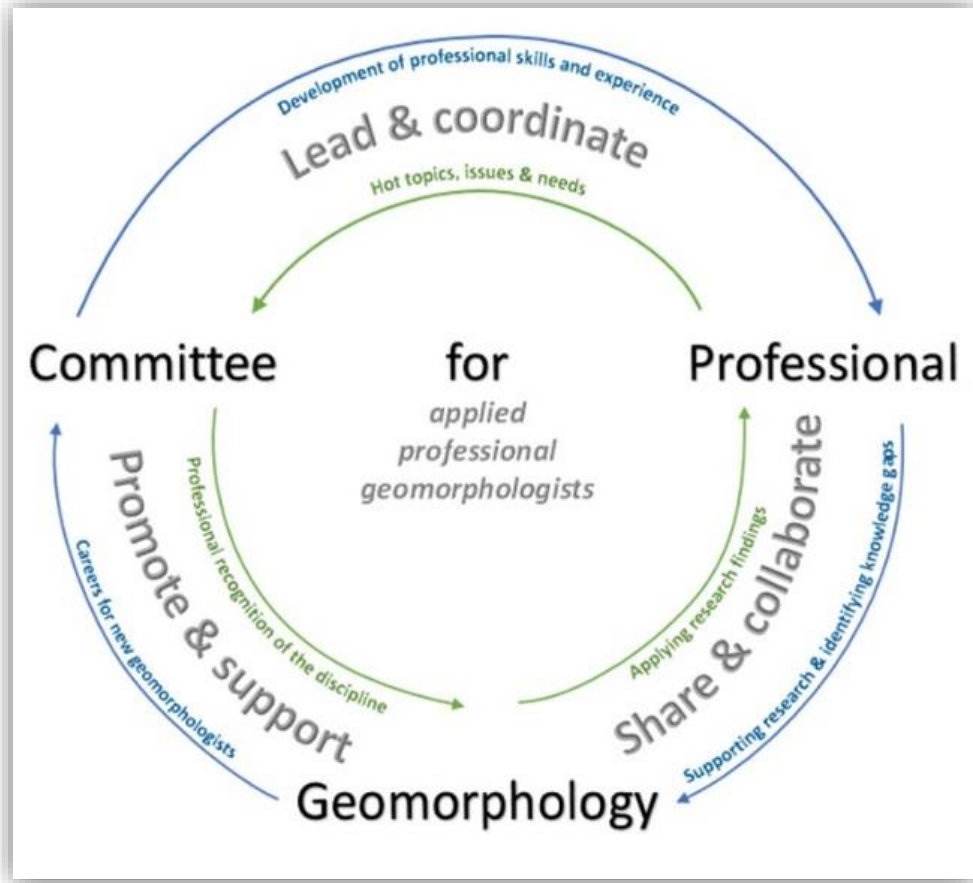 Development of professional skills and experience
Lead & coordinate
Hot topics, issues & needs
Committee
for
Professional
applied
professional
geomorphologists
Promote & support
Professional recognition of the discipline
Careers for new geomorphologists
Share & collaborate
Applying research findings
Supporting research & identifying knowledge gaps
Geomorphology